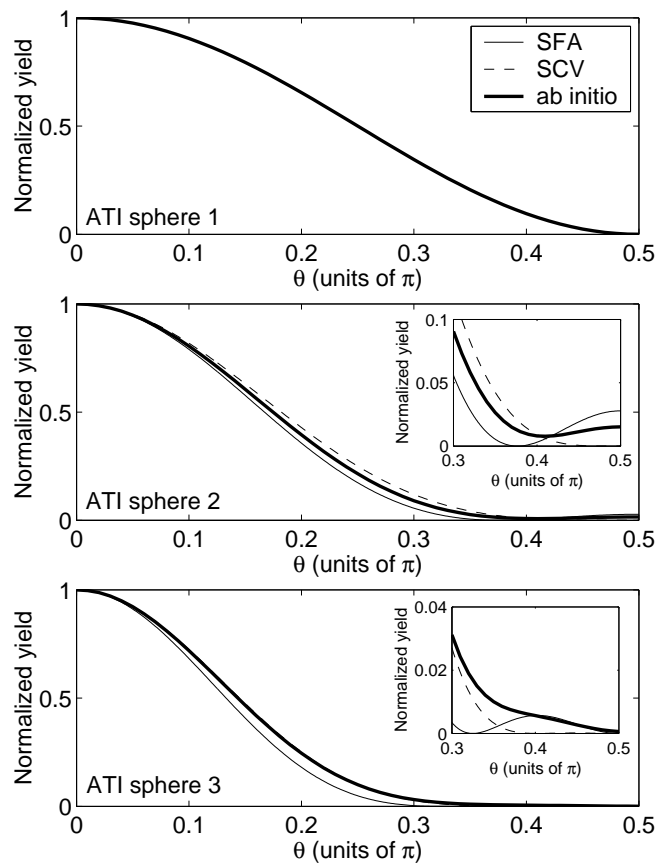 1
SFA
SCV
ab initio
Normalized yield
0.5
ATI sphere 1
0
0 0.1 0.2 0.3 0.4 0.5
θ (units of π)
1
0.1
Normalized yield
0.05
0
0.3 0.4 0.5
θ (units of π)
Normalized yield
0.5
ATI sphere 2
0
0 0.1 0.2 0.3 0.4 0.5
θ (units of π)
1
0.04
Normalized yield
0.02
0
0.3 0.4 0.5
θ (units of π)
Normalized yield
0.5
ATI sphere 3
0
0 0.1 0.2 0.3 0.4 0.5
θ (units of π)